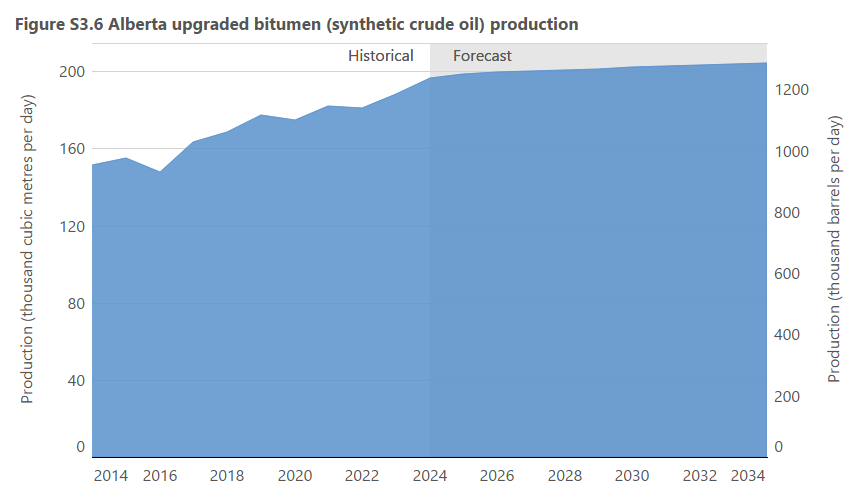 Figure S3.6 Alberta upgraded bitumen (synthetic crude oil) production
Historical Forecast
Production (thousand cubic metres per day)
200
160
120
80
40
0
1200
1000
800
600
400
200
0
Production (thousand barrels per day)
2014 2016 2018 2020 2022 2024 2026 2028 2030 2032 2034